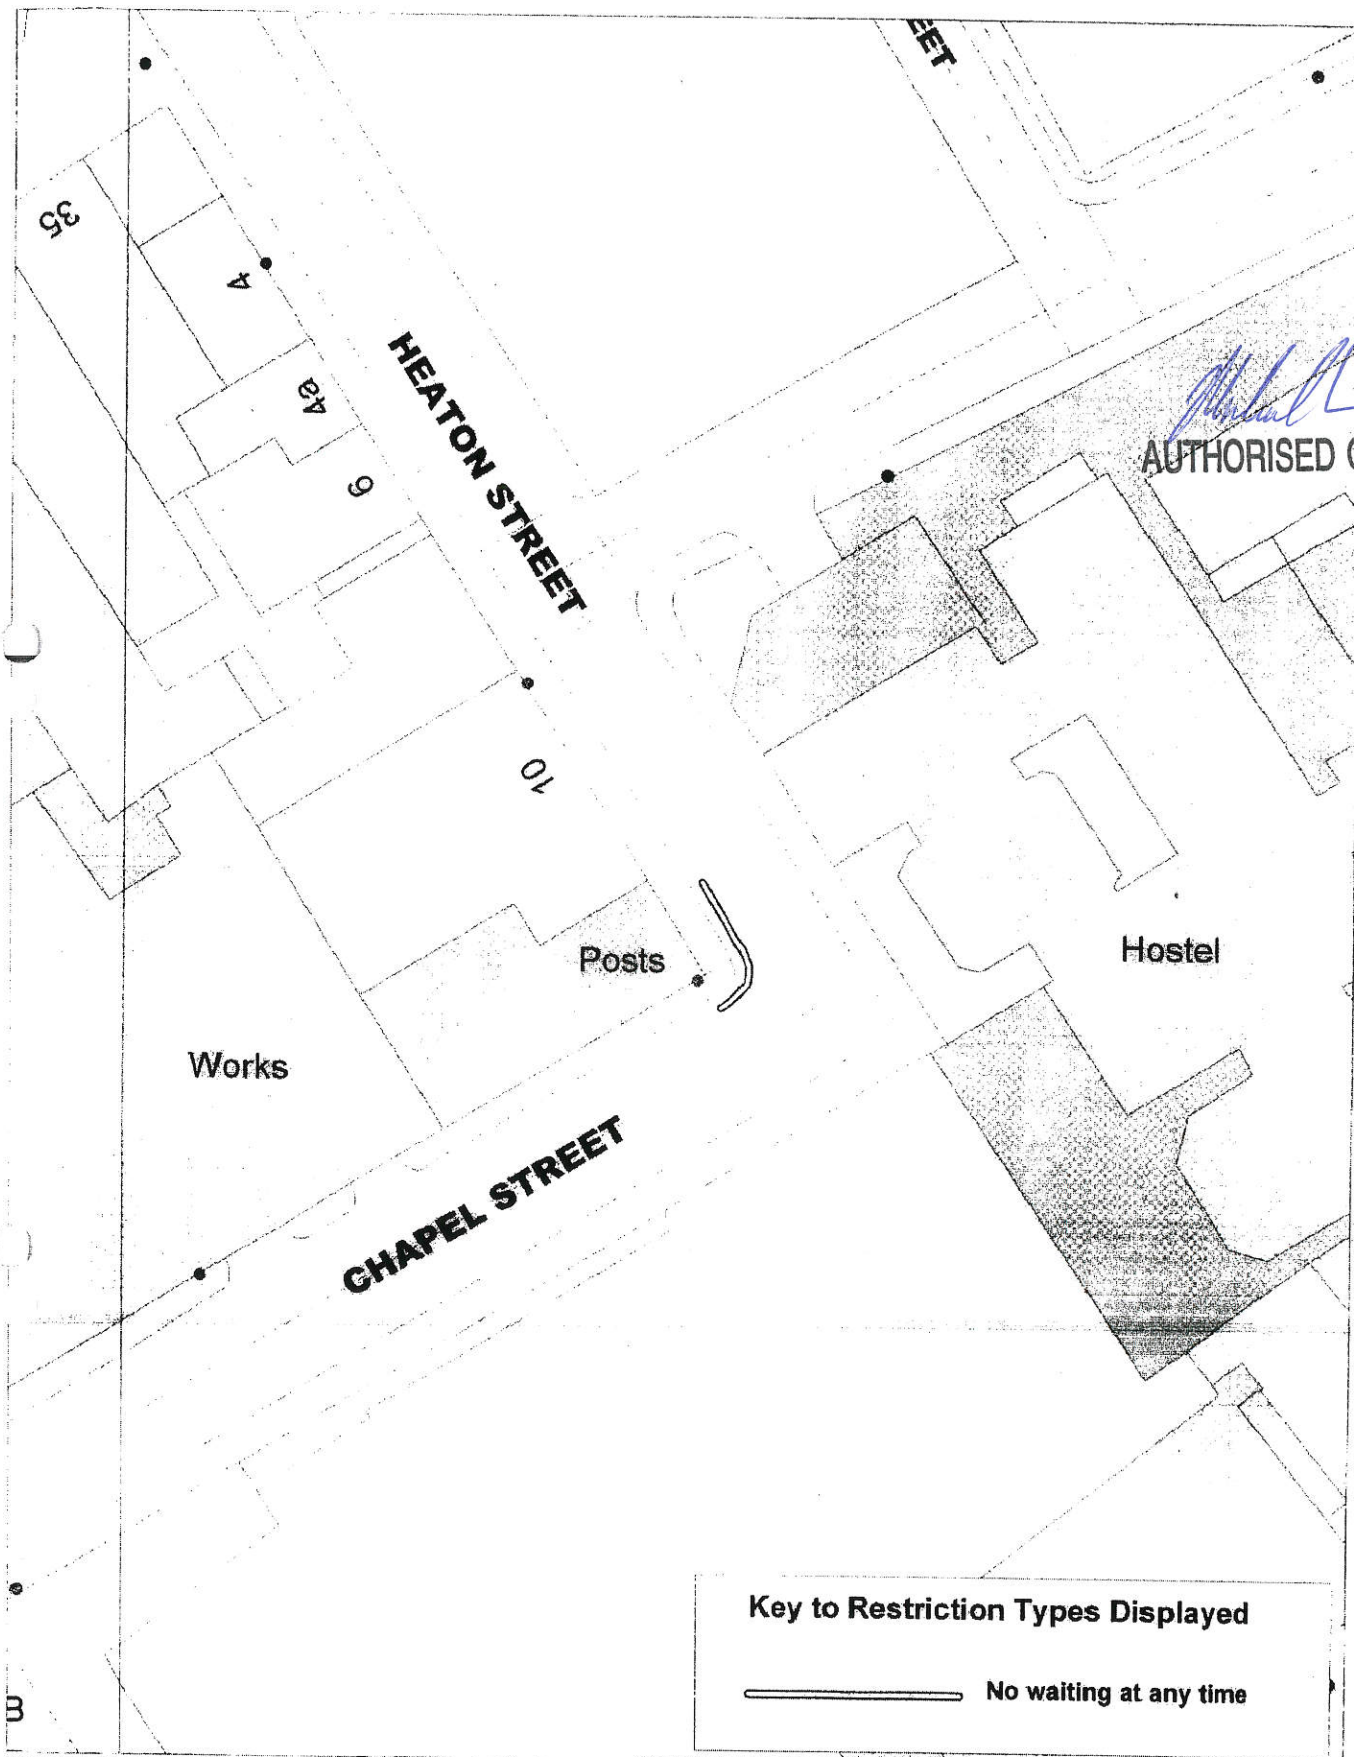 EET
35
4
4a
6
HEATON STREET
AUTHORISED
10
Posts
Hostel
Works
CHAPEL STREET
Key to Restriction Types Displayed
No waiting at any time
B